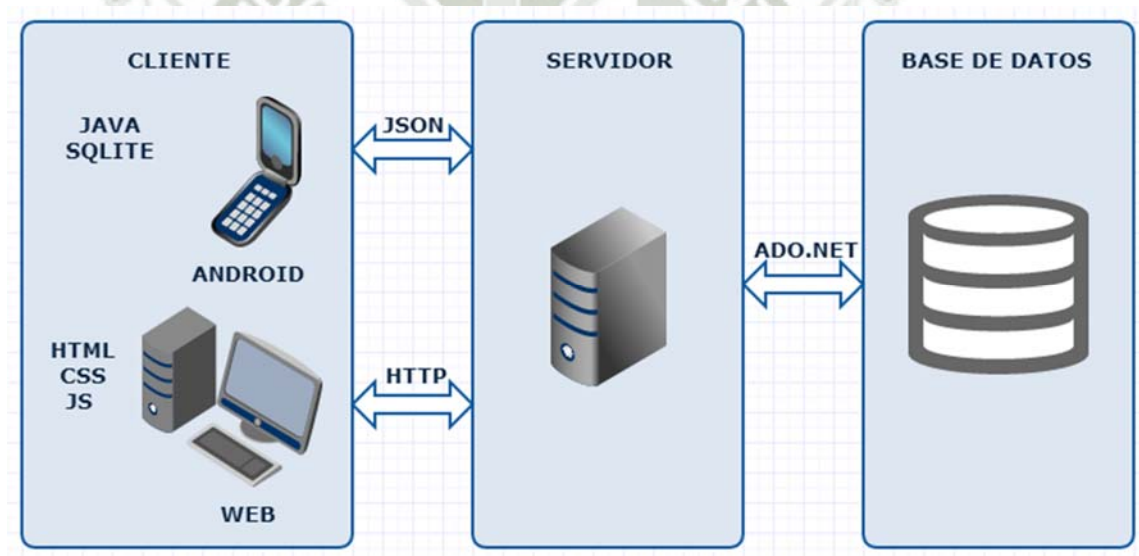 CLIENTE
JAVA
SQLITE
ANDROID
HTML
CSS
JS
WEB
JSON
HTTP
SERVIDOR
ADO.NET
BASE DE DATOS